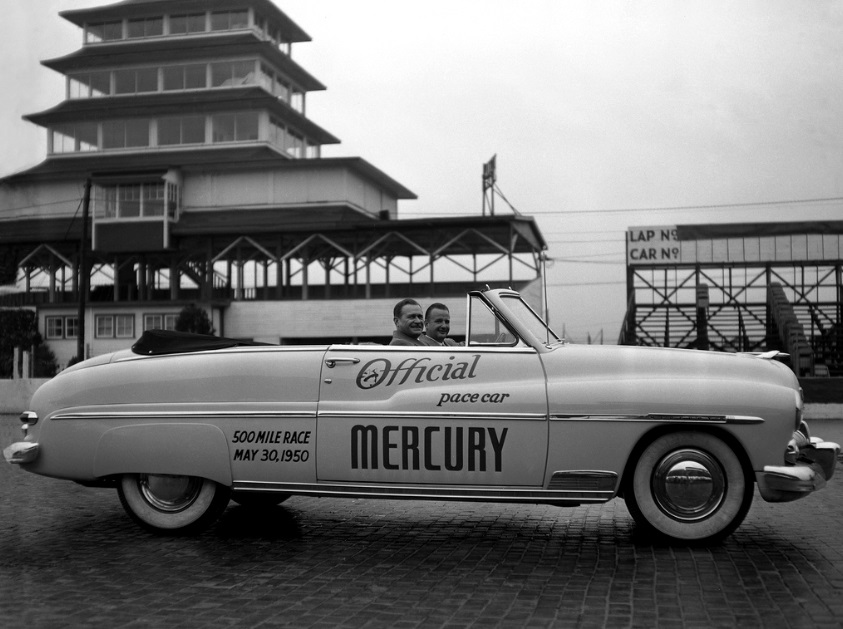 LAP Nº
CAR Nº
Official
pace car
500 MILE RACE
MAY 30, 1950
MERCURY